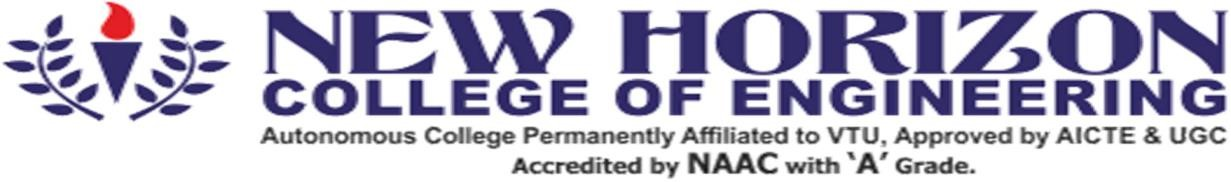 NEW HORIZON
COLLEGE OF ENGINEERING
Autonomous College Permanently Affiliated to VTU, Approved by AICTE & UGC
Accredited by NAAC with ‘A’ Grade.